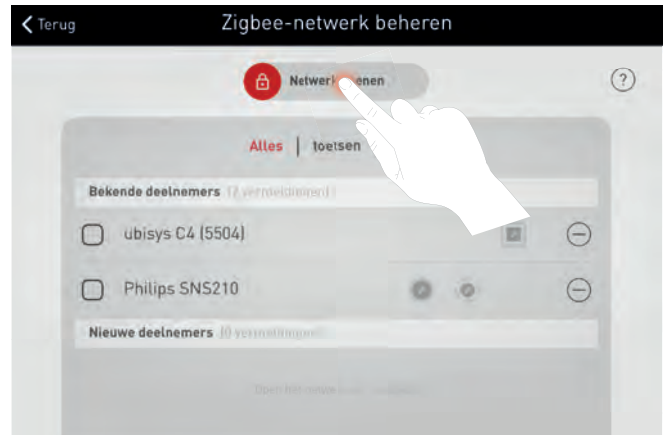 Terug
Zigbee-netwerk beheren
?
Alles | toetsen
Bekende deelnemers
ubisys C4 (5504)
Philips SNS210
Nieuwe deelnemers